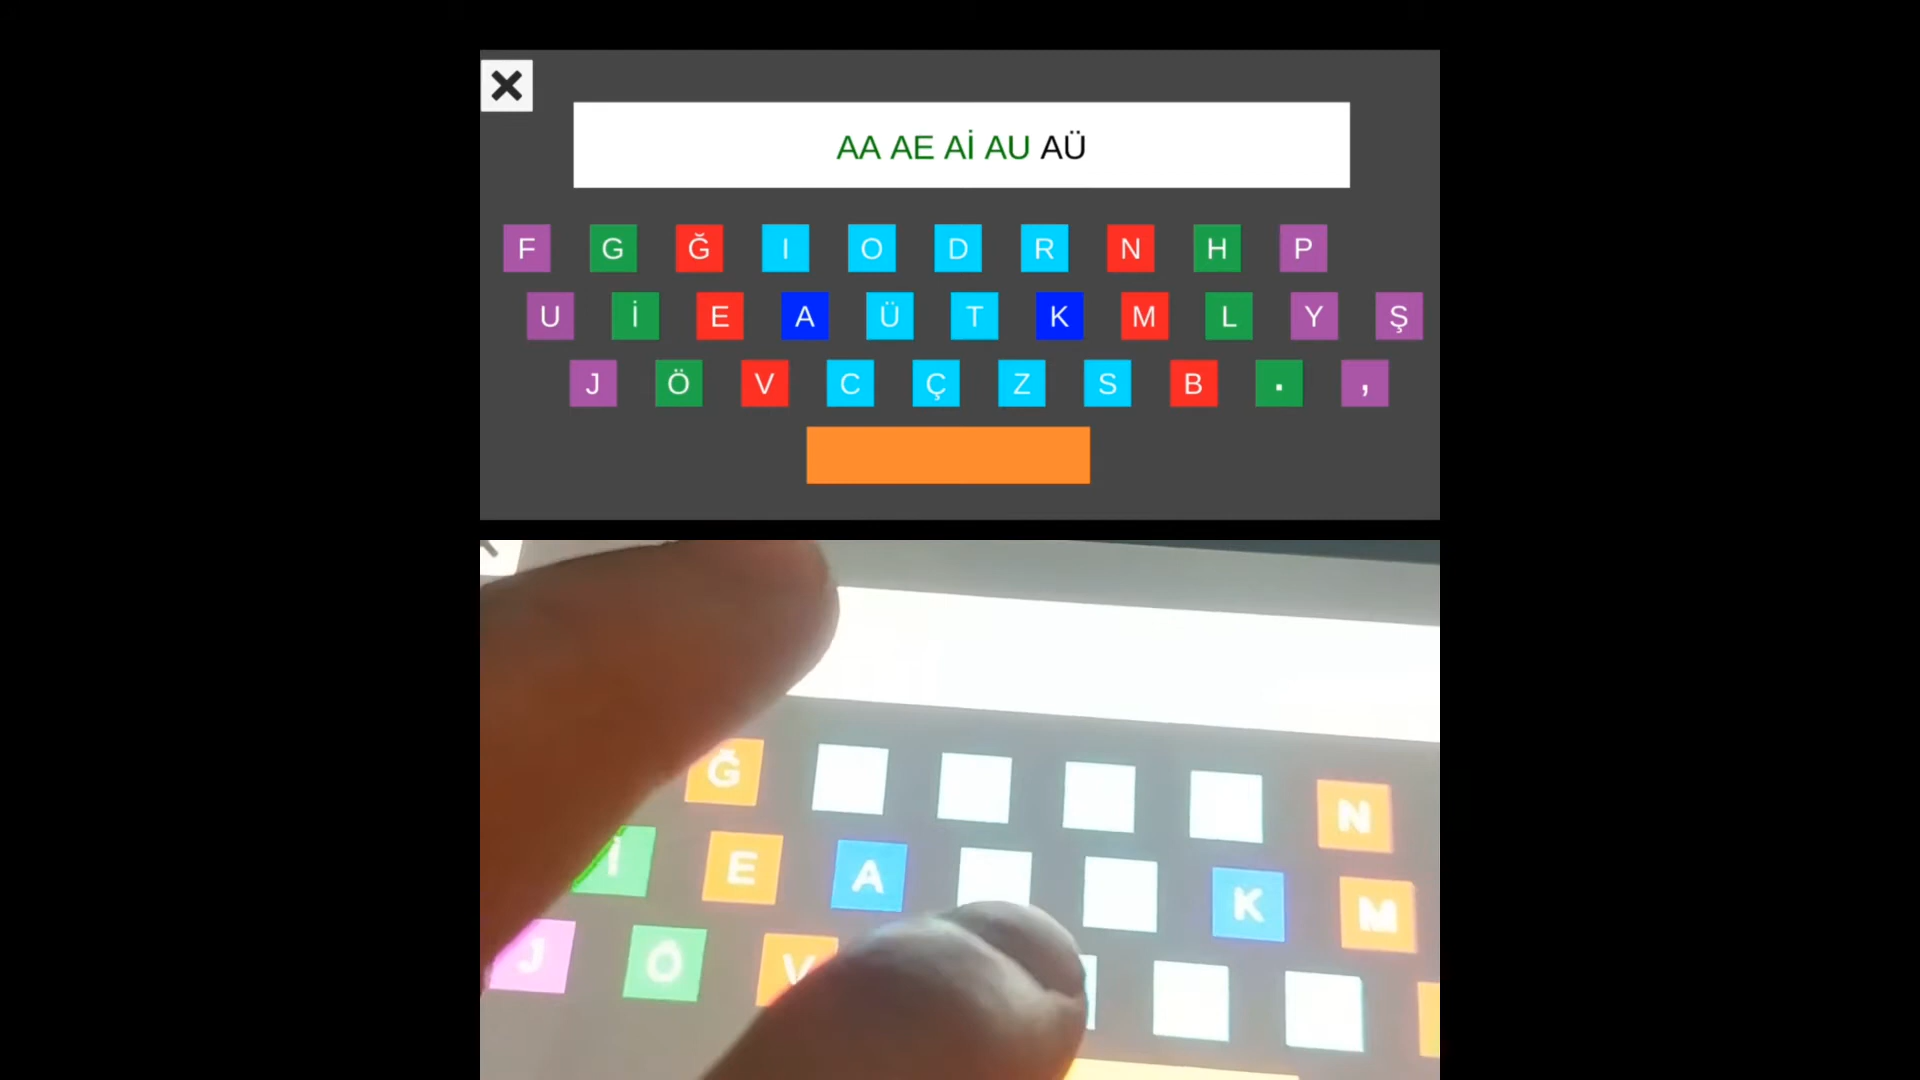 AA AE Aİ AU AÜ
F G Ğ I O D R N H P
U İ E A Ü T K M L Y Ş
J Ö V C Ç Z S B . ,
Ğ N
İ E A K M
J Ö V